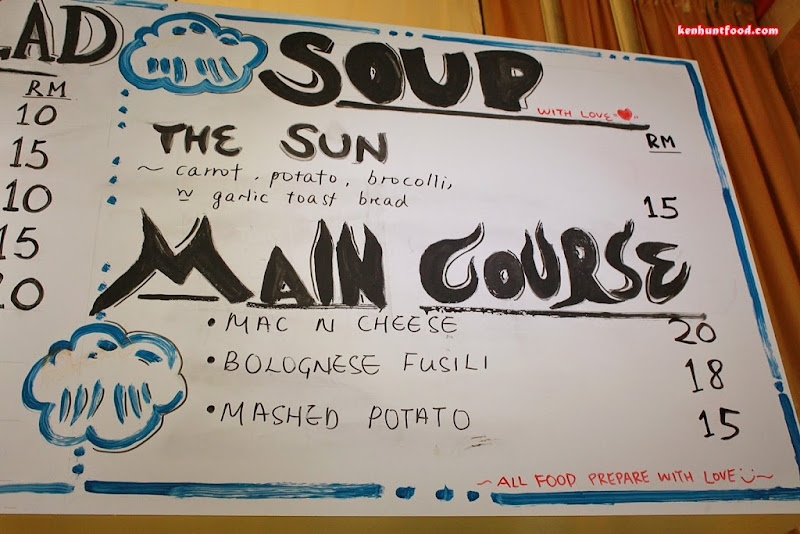 kenhuntfood.com
LAD
RM
10
15
10
15
20
SOUP
WITH LOVE
RM
THE SUN
~ carrot, potato, brocolli,
garlic toast bread
15
MAIN COURSE
• MAC N CHEESE 20
• BOLOGNESE FUSILI 18
• MASHED POTATO 15
~ALL FOOD PREPARE WITH LOVE~